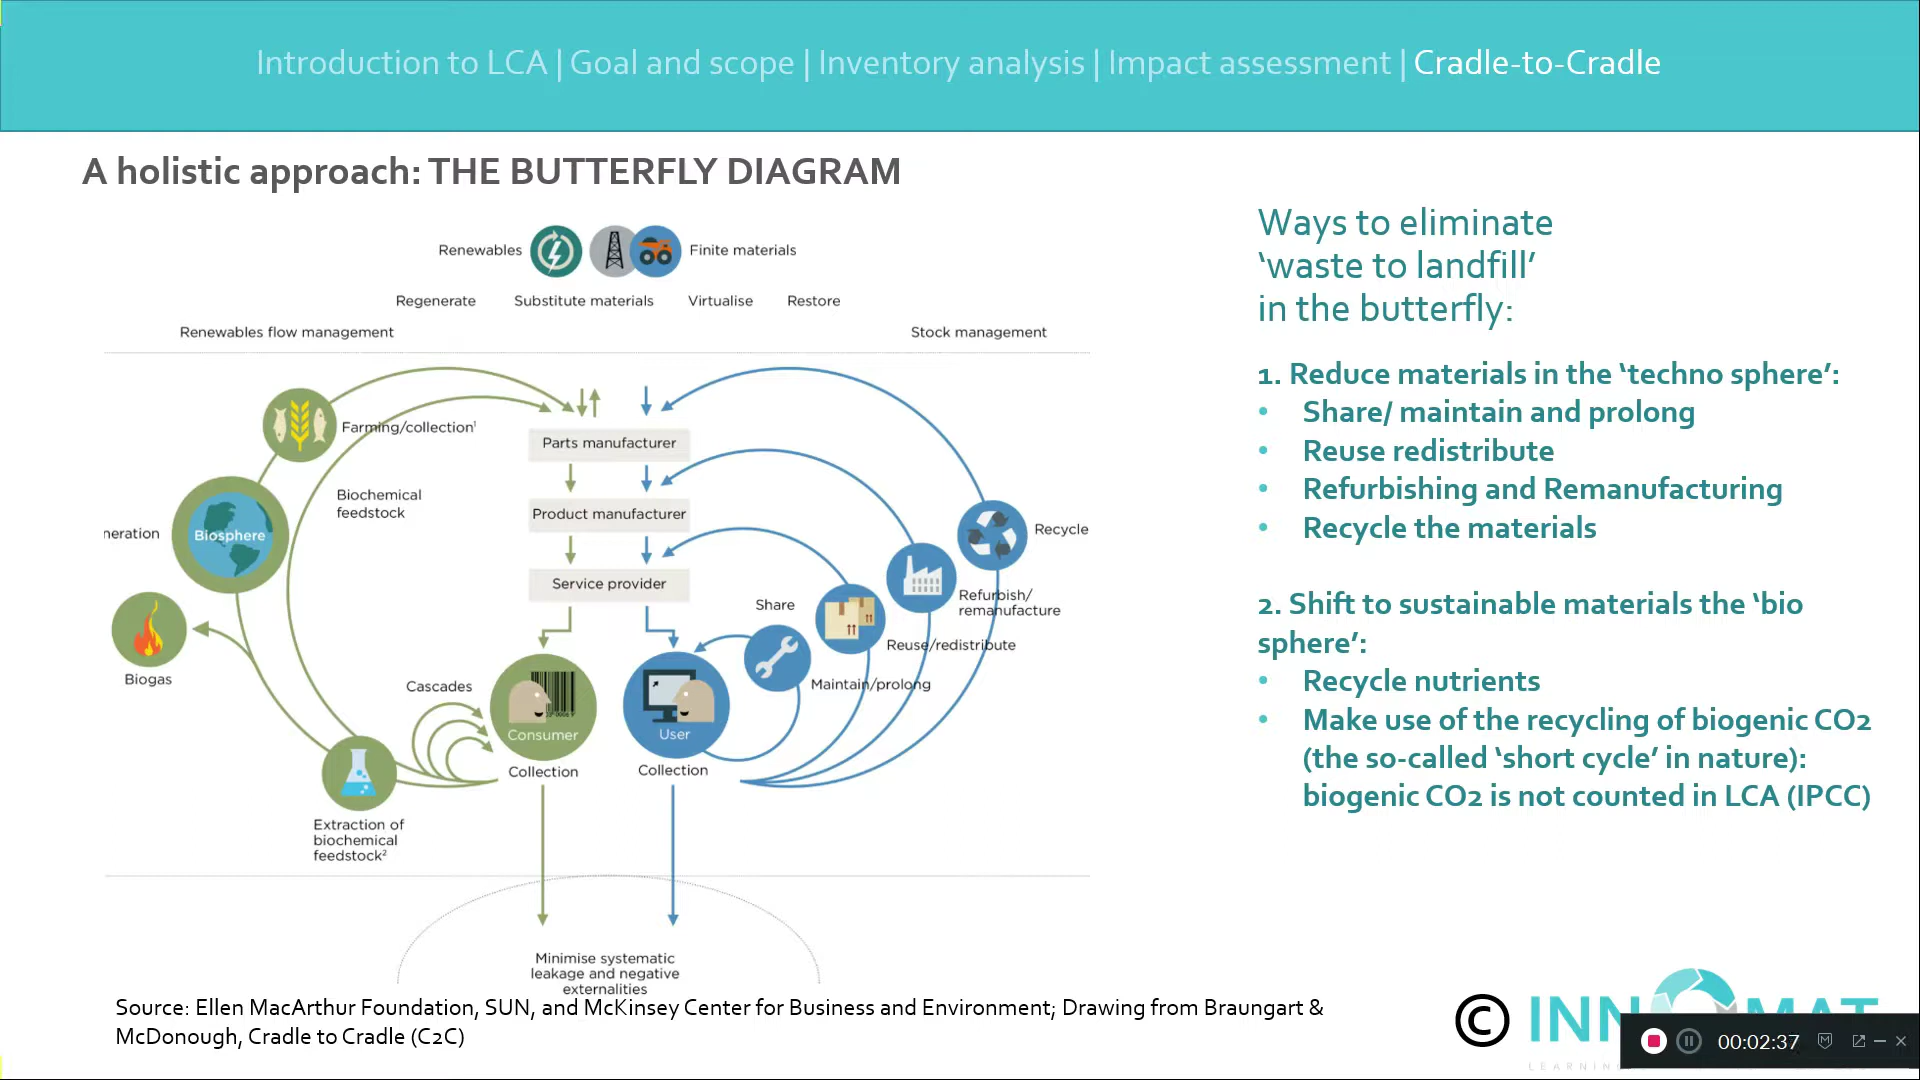 Introduction to LCA | Goal and scope | Inventory analysis | Impact assessment | Cradle-to-Cradle
A holistic approach: THE BUTTERFLY DIAGRAM
Renewables
Finite materials
Regenerate
Substitute materials
Virtualise
Restore
Renewables flow management
Stock management
Farming/collection¹
Biochemical
feedstock
neration
Biosphere
Biogas
Cascades
Extraction of
biochemical
feedstock²
Parts manufacturer
Product manufacturer
Service provider
Consumer
Collection
User
Collection
Share
Maintain/prolong
Reuse/redistribute
Refurbish/
remanufacture
Recycle
Minimise systematic
leakage and negative
externalities
Ways to eliminate
‘waste to landfill’
in the butterfly:
1. Reduce materials in the ‘techno sphere’:
• Share/ maintain and prolong
• Reuse redistribute
• Refurbishing and Remanufacturing
• Recycle the materials
2. Shift to sustainable materials the ‘bio
sphere’:
• Recycle nutrients
• Make use of the recycling of biogenic CO2
(the so-called ‘short cycle’ in nature):
biogenic CO2 is not counted in LCA (IPCC)
Source: Ellen MacArthur Foundation, SUN, and McKinsey Center for Business and Environment; Drawing from Braungart &
McDonough, Cradle to Cradle (C2C)
©
00:02:37